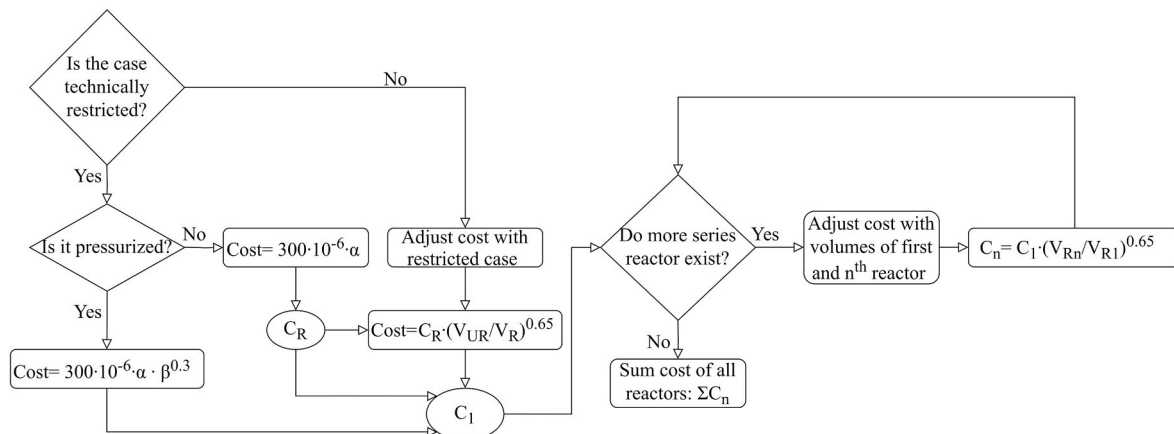 Is the case
technically
restricted?
No
Yes
Is it pressurized?
No
Cost= 300·10⁻⁶·α
Yes
Cost= 300·10⁻⁶·α · β⁰·³
C_R
Adjust cost with
restricted case
Cost=C_R·(V_UR/V_R)⁰·⁶⁵
C₁
Do more series
reactor exist?
Yes
Adjust cost with
volumes of first
and nᵗʰ reactor
C_n= C₁·(V_Rn/V_R1)⁰·⁶⁵
No
Sum cost of all
reactors: ΣC_n